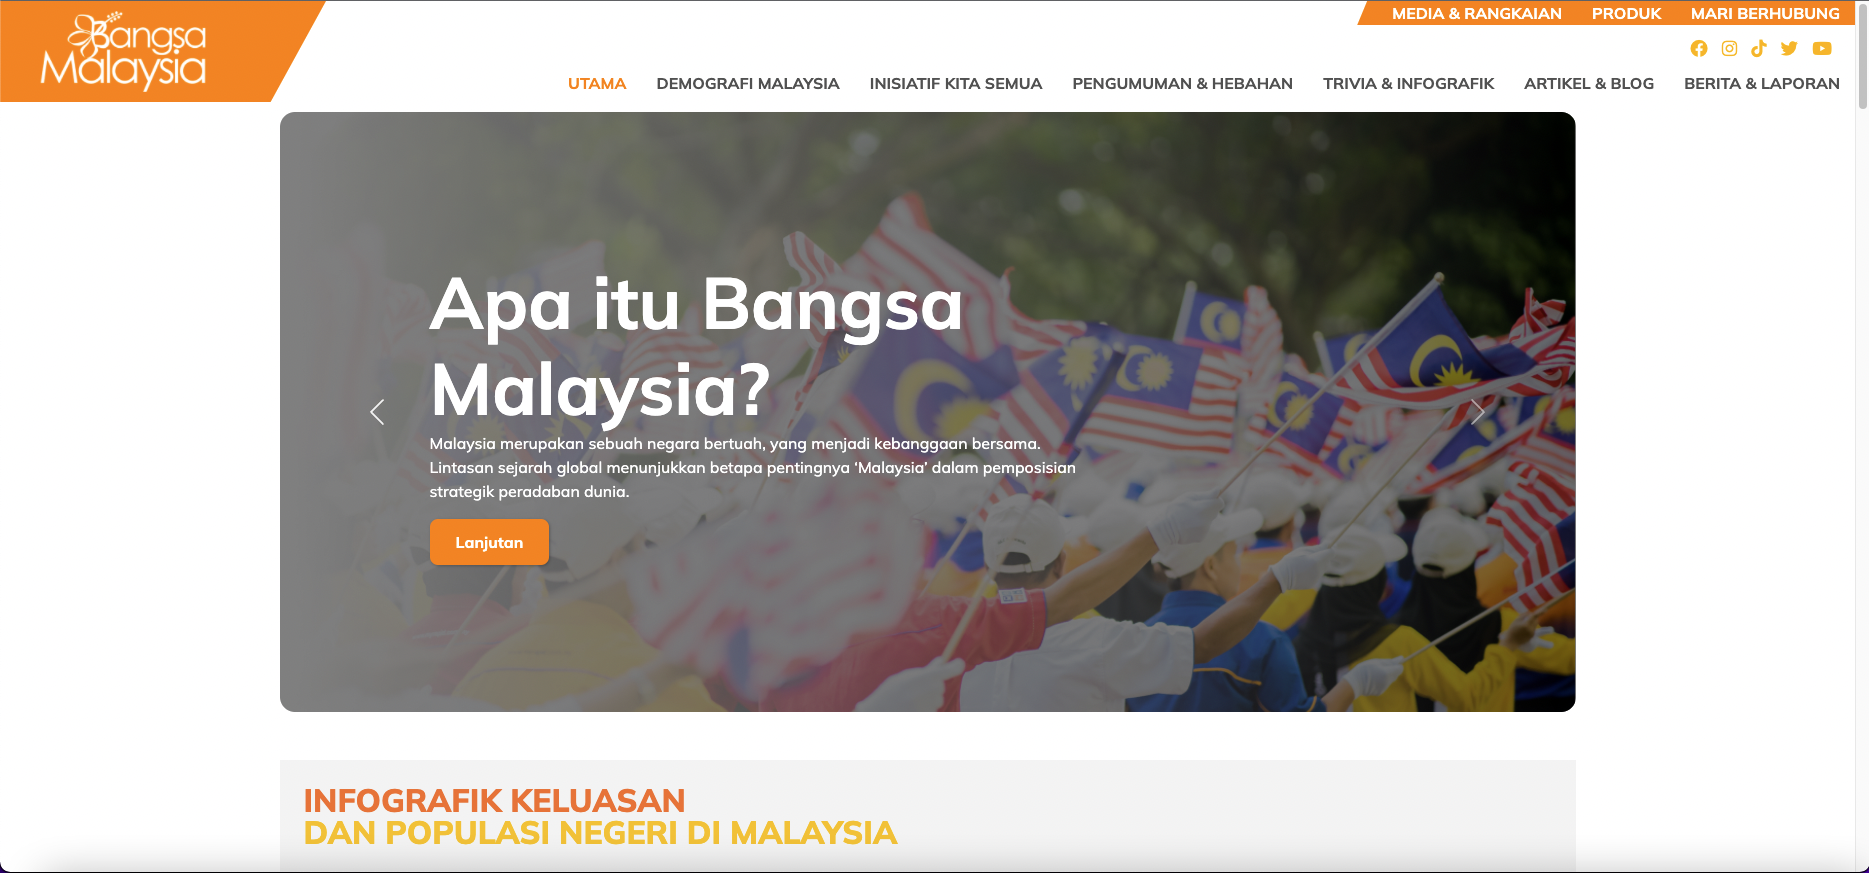 Bangsa
Malaysia
MEDIA & RANGKAIAN PRODUK MARI BERHUBUNG
UTAMA DEMOGRAFI MALAYSIA INISIATIF KITA SEMUA PENGUMUMAN & HEBAHAN TRIVIA & INFOGRAFIK ARTIKEL & BLOG BERITA & LAPORAN
Apa itu Bangsa
Malaysia?
Malaysia merupakan sebuah negara bertuah, yang menjadi kebanggaan bersama.
Lintasan sejarah global menunjukkan betapa pentingnya ‘Malaysia’ dalam pemposisian
strategik peradaban dunia.
Lanjutan
INFOGRAFIK KELUASAN
DAN POPULASI NEGERI DI MALAYSIA